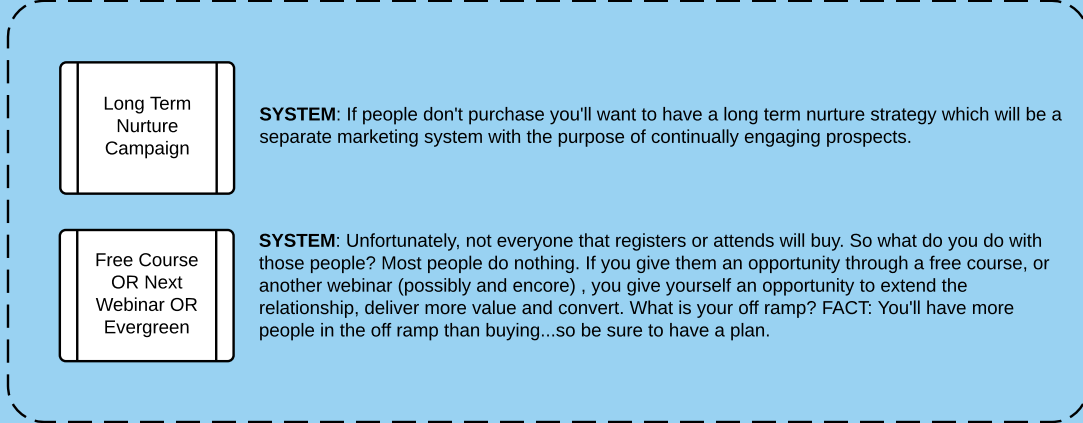 Long Term
Nurture
Campaign
SYSTEM: If people don't purchase you'll want to have a long term nurture strategy which will be a
separate marketing system with the purpose of continually engaging prospects.
Free Course
OR Next
Webinar OR
Evergreen
SYSTEM: Unfortunately, not everyone that registers or attends will buy. So what do you do with
those people? Most people do nothing. If you give them an opportunity through a free course, or
another webinar (possibly and encore) , you give yourself an opportunity to extend the
relationship, deliver more value and convert. What is your off ramp? FACT: You'll have more
people in the off ramp than buying...so be sure to have a plan.